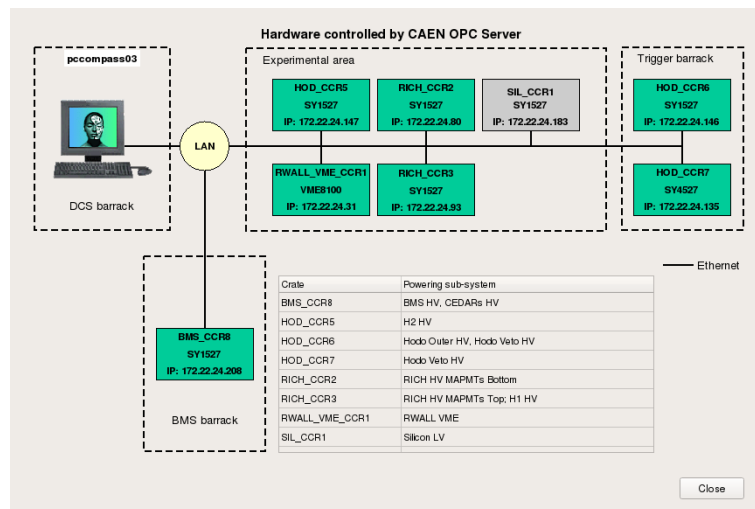 Hardware controlled by CAEN OPC Server
pccompass03
DCS barrack
LAN
Experimental area
HOD_CCR5
SY1527
IP: 172.22.24.147
RICH_CCR2
SY1527
IP: 172.22.24.80
SIL_CCR1
SY1527
IP: 172.22.24.183
RWALL_VME_CCR1
VME8100
IP: 172.22.24.31
RICH_CCR3
SY1527
IP: 172.22.24.93
Trigger barrack
HOD_CCR6
SY1527
IP: 172.22.24.146
HOD_CCR7
SY4527
IP: 172.22.24.135
Ethernet
BMS_CCR8
SY1527
IP: 172.22.24.208
BMS barrack
Crate Powering sub-system
BMS_CCR8 BMS HV, CEDARs HV
HOD_CCR5 H2 HV
HOD_CCR6 Hodo Outer HV, Hodo Veto HV
HOD_CCR7 Hodo Veto HV
RICH_CCR2 RICH HV MAPMTs Bottom
RICH_CCR3 RICH HV MAPMTs Top; H1 HV
RWALL_VME_CCR1 RWALL VME
SIL_CCR1 Silicon LV
Close